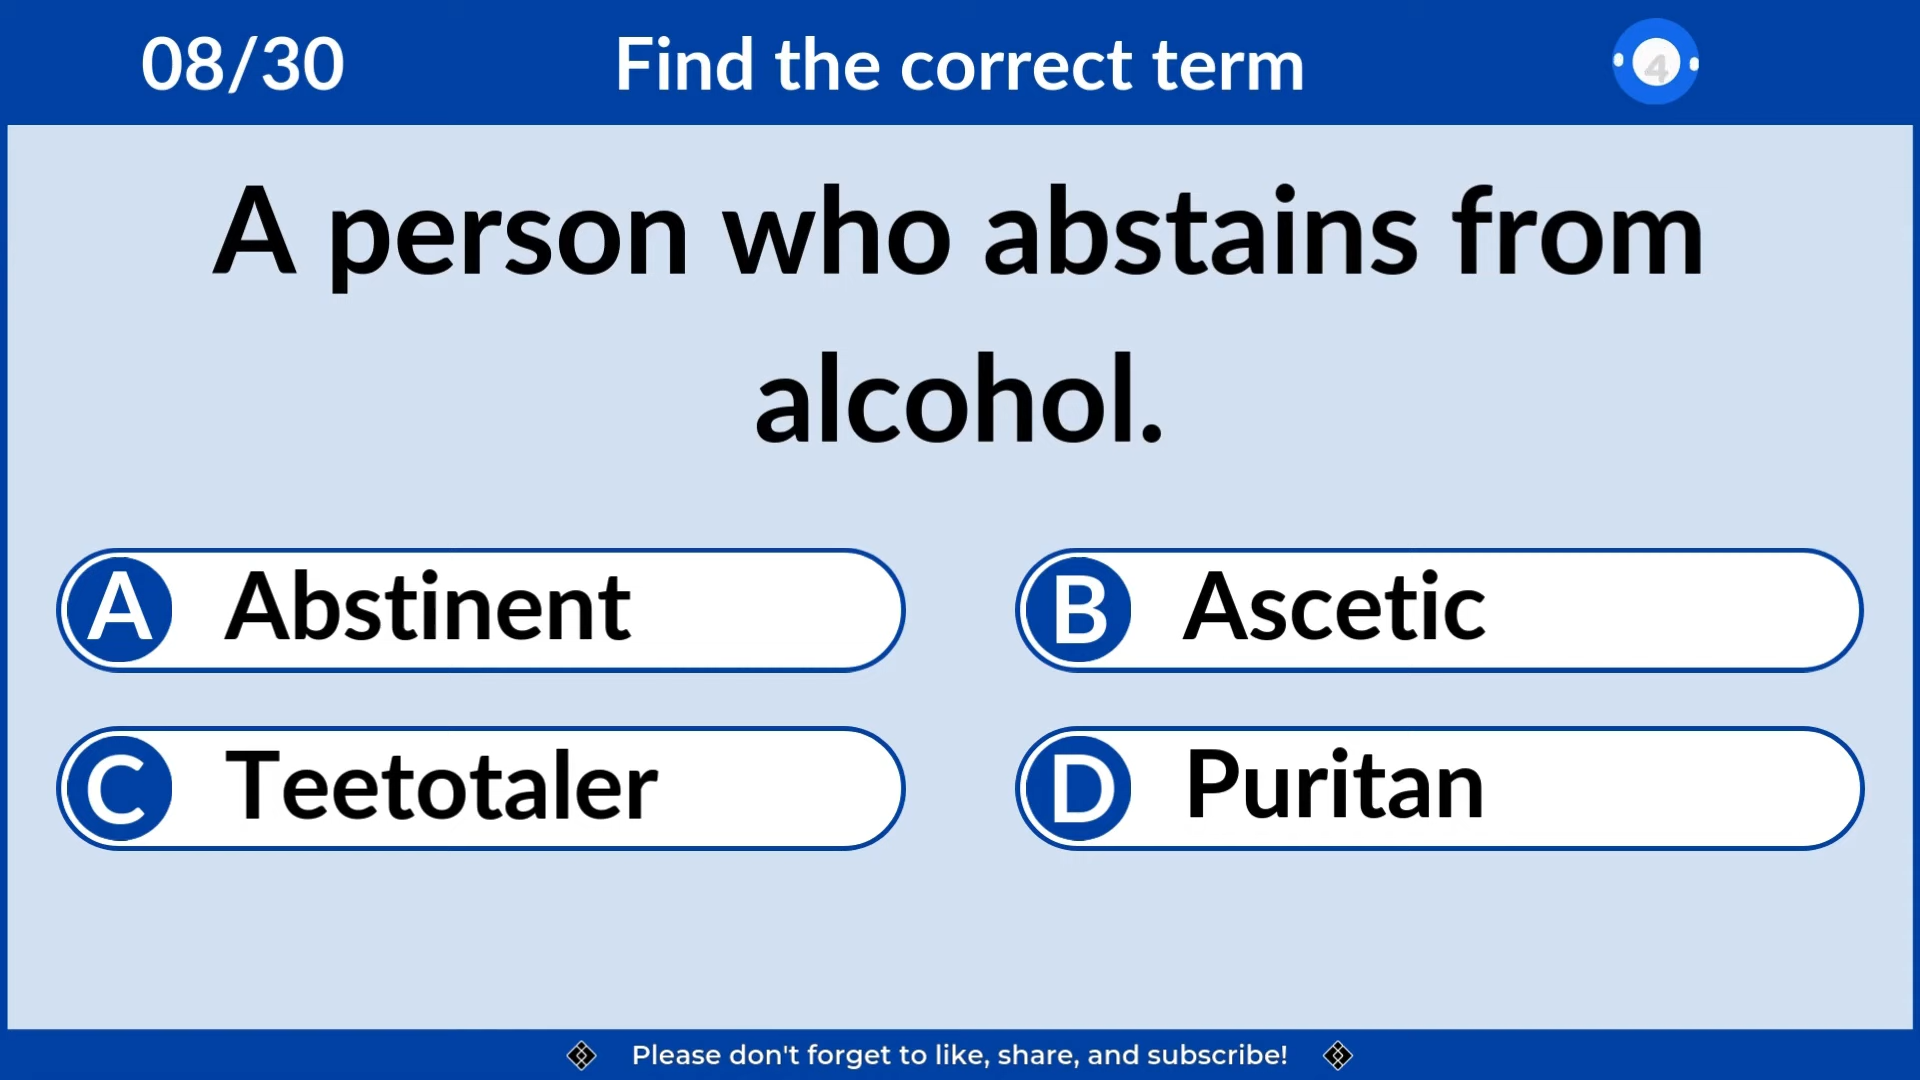 08/30
Find the correct term
4
A person who abstains from
alcohol.
A Abstinent
B Ascetic
C Teetotaler
D Puritan
Please don't forget to like, share, and subscribe!